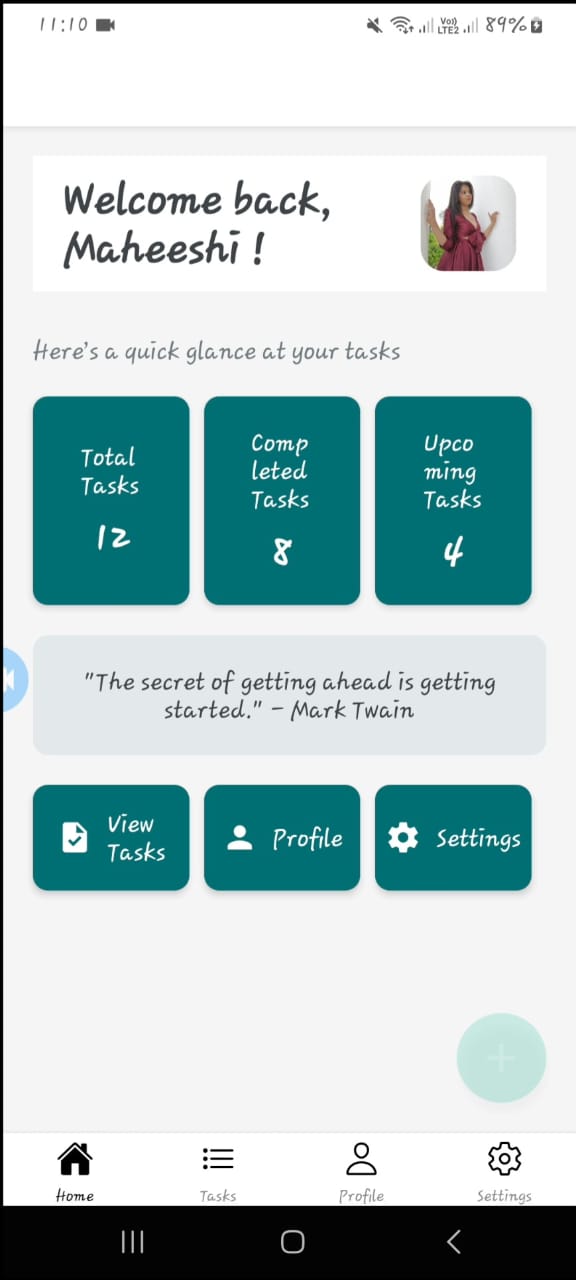 11:10
Vo))
LTE2
89%
Welcome back,
Maheeshi !
Here's a quick glance at your tasks
Total
Tasks
12
Comp
leted
Tasks
8
Upco
ming
Tasks
4
"The secret of getting ahead is getting
started." - Mark Twain
View
Tasks
Profile
Settings
+
Home
Tasks
Profile
Settings